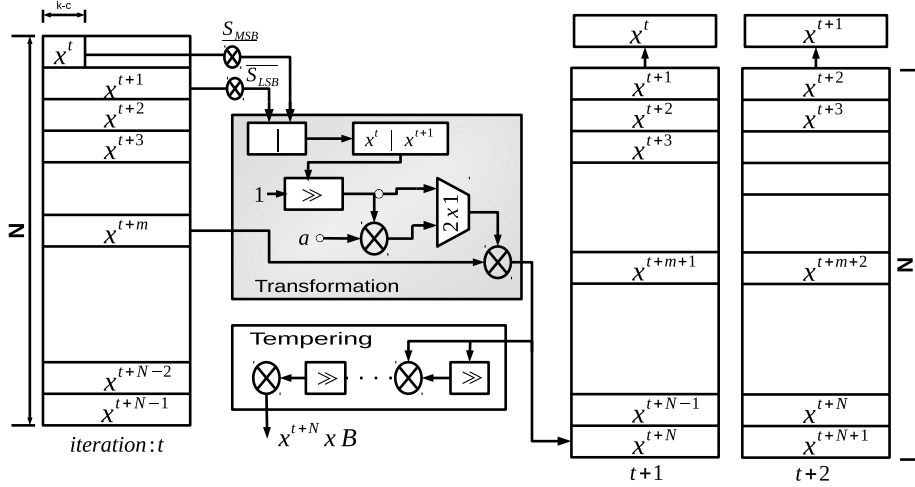 k-c
x^t
S_MSB
x^{t+1}
S_LSB
x^{t+2}
x^{t+3}
N
x^{t+m}
x^{t+N−2}
x^{t+N−1}
iteration:t
|
x^t | x^{t+1}
1
≫
a
2x1
Transformation
Tempering
≫ . . . ≫
x^{t+N} x B
x^t
x^{t+1}
x^{t+2}
x^{t+3}
x^{t+m+1}
x^{t+N−1}
x^{t+N}
t+1
x^{t+1}
x^{t+2}
x^{t+3}
x^{t+m+2}
N
x^{t+N}
x^{t+N+1}
t+2